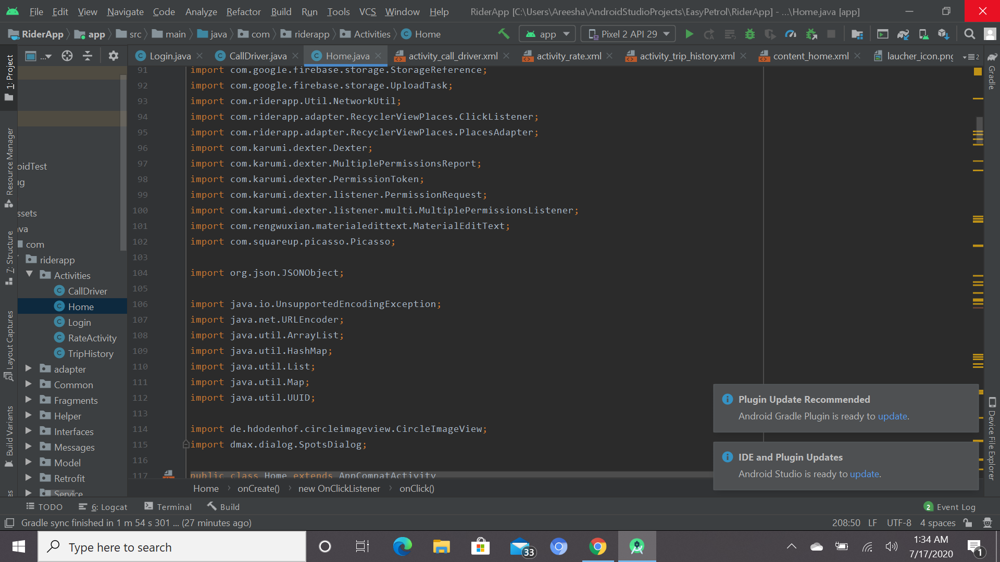 File Edit View Navigate Code Analyze Refactor Build Run Tools VCS Window Help RiderApp [C:\Users\Areesha\AndroidStudioProjects\EasyPetrol\RiderApp] - ...\Home.java [app]
RiderApp app src main java com riderapp Activities Home app Pixel 2 API 29
... Login.java CallDriver.java Home.java activity_call_driver.xml activity_rate.xml activity_trip_history.xml content_home.xml laucher_icon.png 2
1: Project
Resource Manager
7: Structure
Layout Captures
Build Variants
oidTest
ug
ssets
va
com
riderapp
Activities
CallDriver
Home
Login
RateActivity
TripHistory
adapter
Common
Fragments
Helper
Interfaces
Messages
Model
Retrofit
Service
91 import com.google.firebase.storage.StorageReference;
92 import com.google.firebase.storage.UploadTask;
93 import com.riderapp.Util.NetworkUtil;
94 import com.riderapp.adapter.RecyclerViewPlaces.ClickListener;
95 import com.riderapp.adapter.RecyclerViewPlaces.PlacesAdapter;
96 import com.karumi.dexter.Dexter;
97 import com.karumi.dexter.MultiplePermissionsReport;
98 import com.karumi.dexter.PermissionToken;
99 import com.karumi.dexter.listener.PermissionRequest;
100 import com.karumi.dexter.listener.multi.MultiplePermissionsListener;
101 import com.rengwuxian.materialedittext.MaterialEditText;
102 import com.squareup.picasso.Picasso;
103
104 import org.json.JSONObject;
105
106 import java.io.UnsupportedEncodingException;
107 import java.net.URLEncoder;
108 import java.util.ArrayList;
109 import java.util.HashMap;
110 import java.util.List;
111 import java.util.Map;
112 import java.util.UUID;
113
114 import de.hdodenhof.circleimageview.CircleImageView;
115 import dmax.dialog.SpotsDialog;
116
117 public class Home extends AppCompatActivity
Gradle
Device File Explorer
Plugin Update Recommended
Android Gradle Plugin is ready to update.
IDE and Plugin Updates
Android Studio is ready to update.
Home onCreate() new OnClickListener onClick()
TODO 6: Logcat Terminal Build 2 Event Log
Gradle sync finished in 1 m 54 s 301 ... (27 minutes ago) 208:50 LF UTF-8 4 spaces
Type here to search 33 1:34 AM
7/17/2020 1